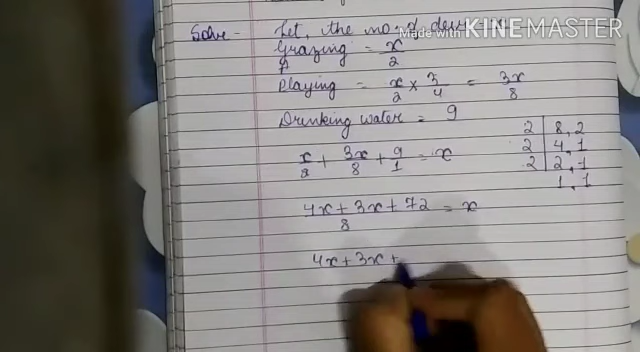 Solve - Let, the no. of deer = x
Made with KINEMASTER
Grazing = x/2
Playing = x/2 × 3/4 = 3x/8
Drinking water = 9
x/2 + 3x/8 + 9/1 = x
2 | 8, 2
2 | 4, 1
2 | 2, 1
1, 1
4x + 3x + 72 / 8 = x
4x + 3x +